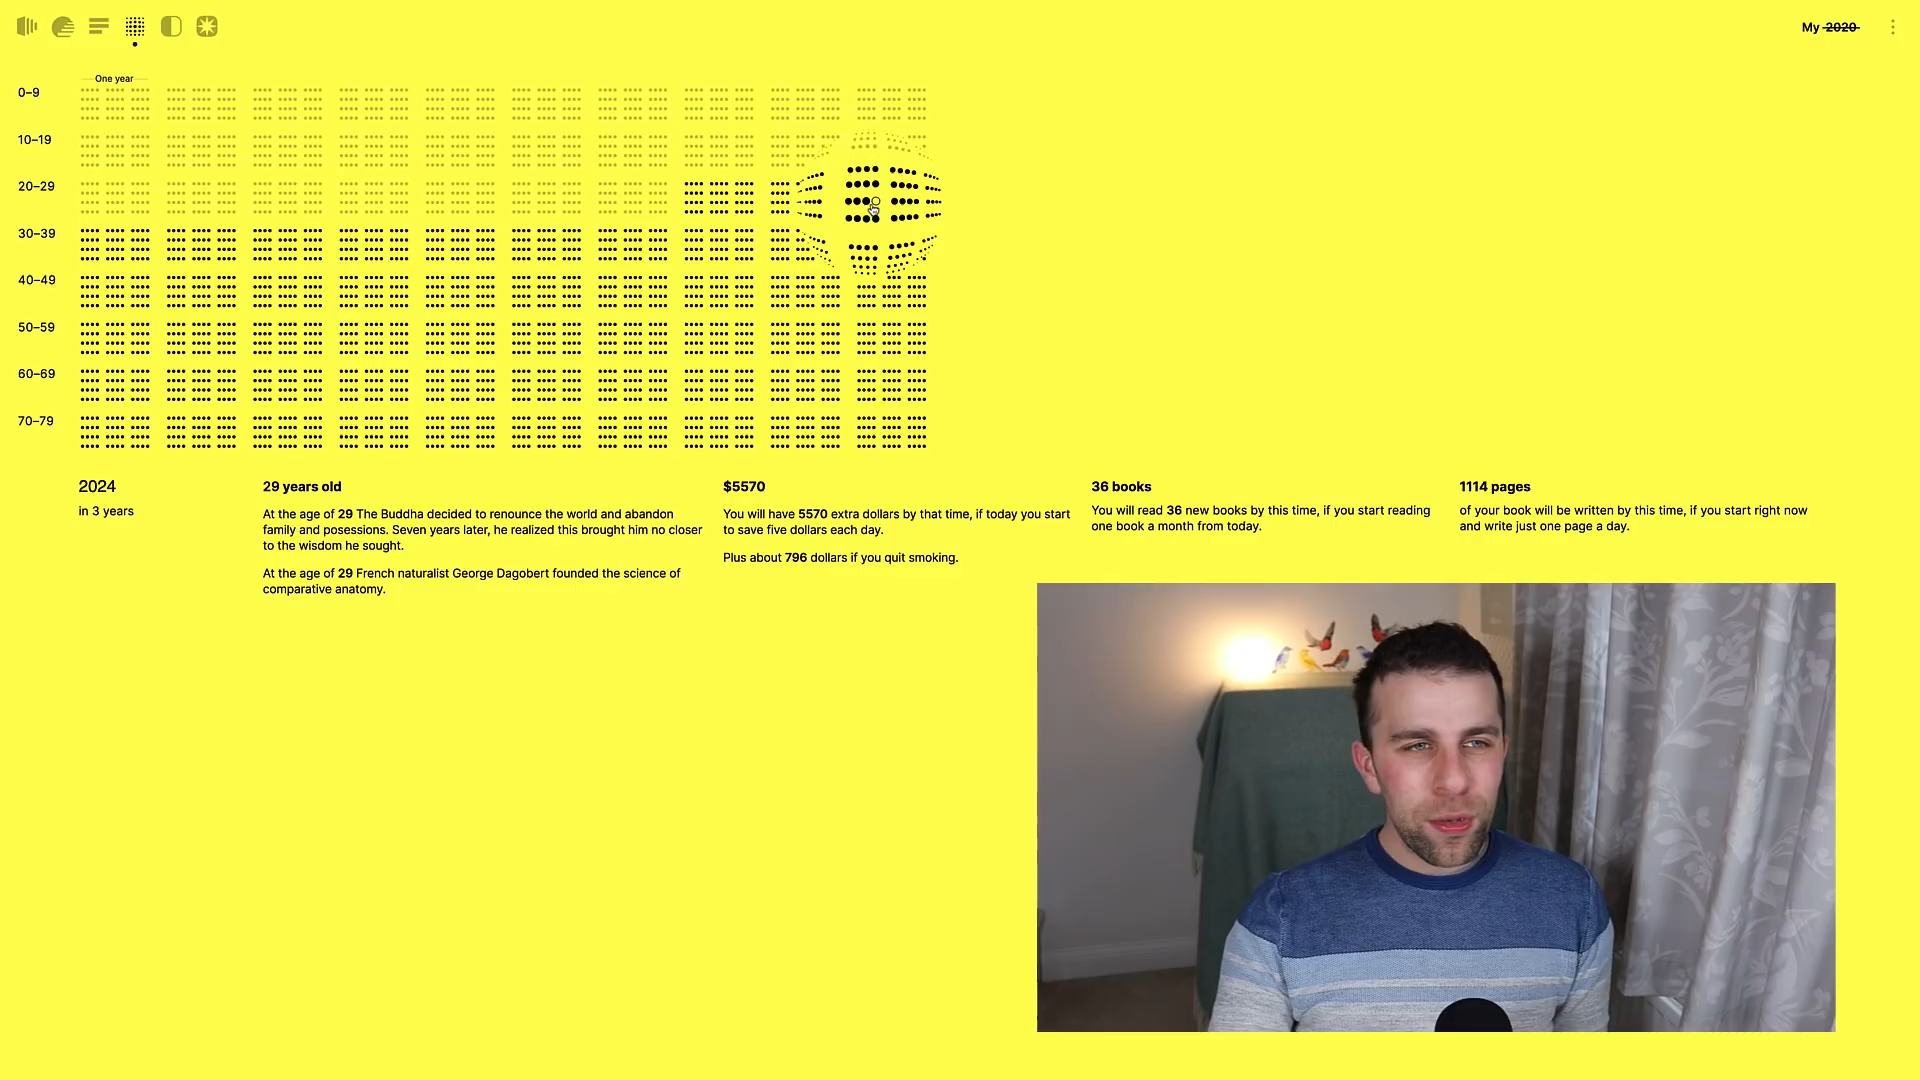 My 2020
One year
0–9
10–19
20–29
30–39
40–49
50–59
60–69
70–79
2024
in 3 years
29 years old
At the age of 29 The Buddha decided to renounce the world and abandon
family and posessions. Seven years later, he realized this brought him no closer
to the wisdom he sought.
At the age of 29 French naturalist George Dagobert founded the science of
comparative anatomy.
$5570
You will have 5570 extra dollars by that time, if today you start
to save five dollars each day.
Plus about 796 dollars if you quit smoking.
36 books
You will read 36 new books by this time, if you start reading
one book a month from today.
1114 pages
of your book will be written by this time, if you start right now
and write just one page a day.